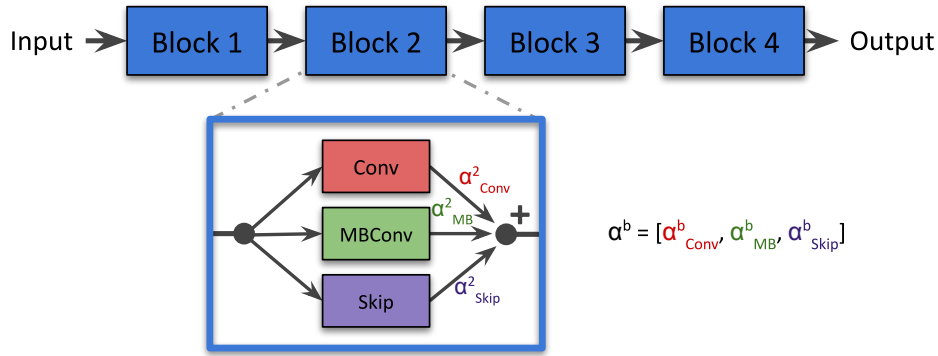 Input Block 1 Block 2 Block 3 Block 4 Output
Conv
α²Conv
α²MB
+
MBConv
αᵇ = [αᵇConv, αᵇMB, αᵇSkip]
α²Skip
Skip